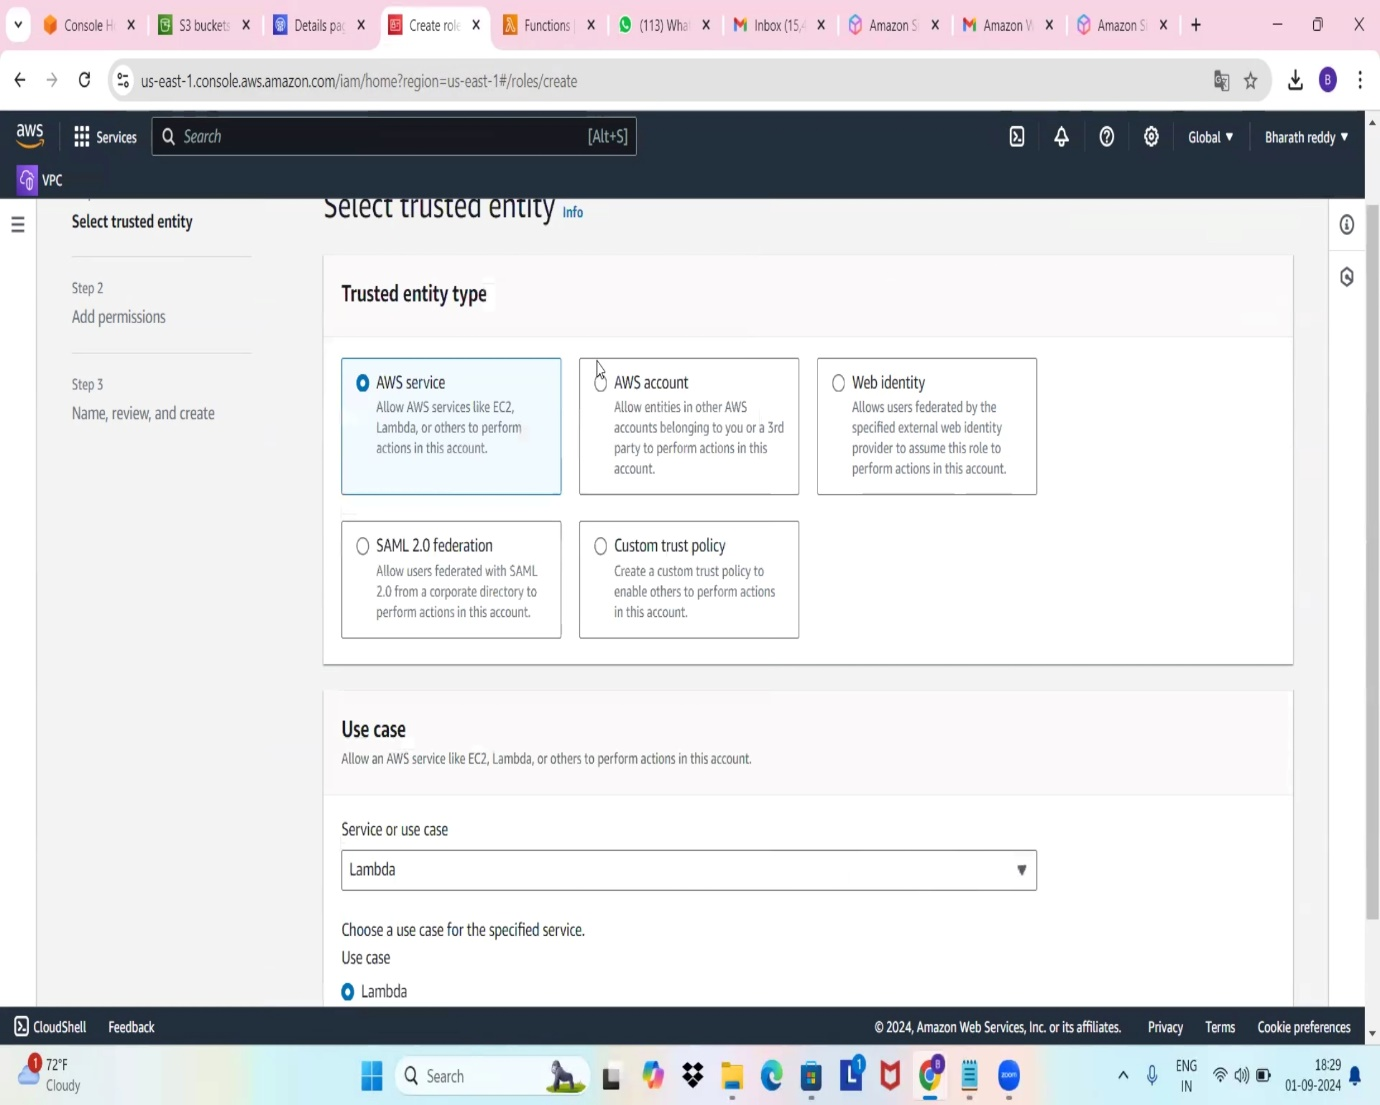 Console H
S3 buckets
Details pa
Create role
Functions
(113) Wha
Inbox (15,4
Amazon S
Amazon W
Amazon S
us-east-1.console.aws.amazon.com/iam/home?region=us-east-1#/roles/create
B
aws
Services
Search
[Alt+S]
Global
Bharath reddy
VPC
Select trusted entity
Step 2
Add permissions
Step 3
Name, review, and create
Select trusted entity Info
Trusted entity type
AWS service
Allow AWS services like EC2,
Lambda, or others to perform
actions in this account.
AWS account
Allow entities in other AWS
accounts belonging to you or a 3rd
party to perform actions in this
account.
Web identity
Allows users federated by the
specified external web identity
provider to assume this role to
perform actions in this account.
SAML 2.0 federation
Allow users federated with SAML
2.0 from a corporate directory to
perform actions in this account.
Custom trust policy
Create a custom trust policy to
enable others to perform actions
in this account.
Use case
Allow an AWS service like EC2, Lambda, or others to perform actions in this account.
Service or use case
Lambda
Choose a use case for the specified service.
Use case
Lambda
CloudShell
Feedback
© 2024, Amazon Web Services, Inc. or its affiliates.
Privacy
Terms
Cookie preferences
1
72°F
Cloudy
Search
L
1
B
zoom
ENG
IN
18:29
01-09-2024